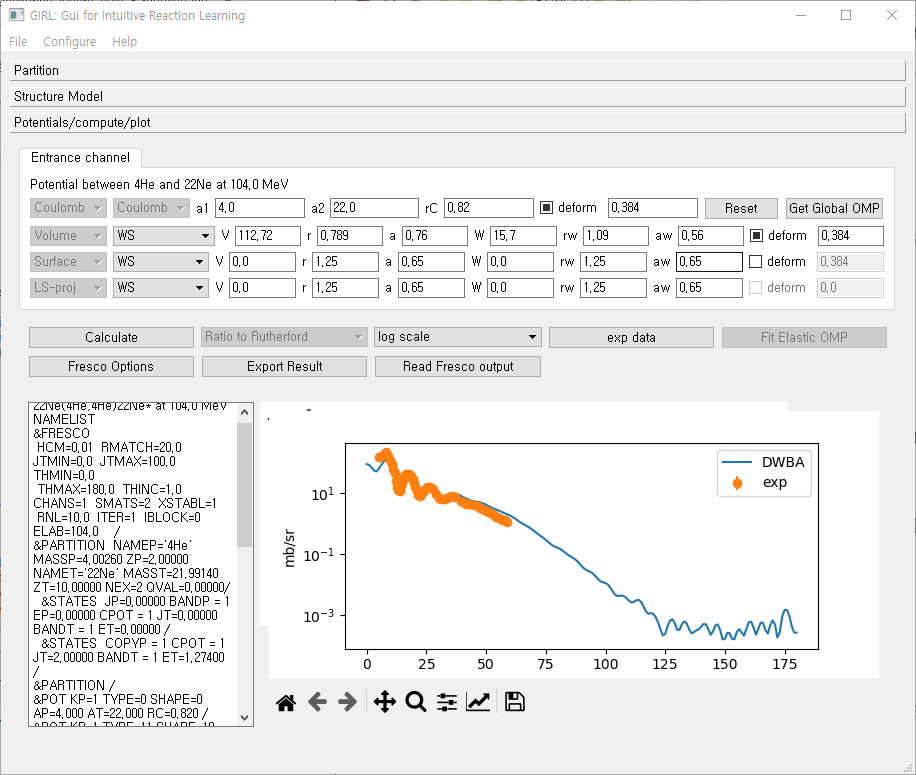 GIRL: Gui for Intuitive Reaction Learning
File Configure Help
Partition
Structure Model
Potentials/compute/plot
Entrance channel
Potential between 4He and 22Ne at 104,0 MeV
Coulomb Coulomb a1 4,0 a2 22,0 rC 0,82 deform 0,384 Reset Get Global OMP
Volume WS V 112,72 r 0,789 a 0,76 W 15,7 rw 1,09 aw 0,56 deform 0,384
Surface WS V 0,0 r 1,25 a 0,65 W 0,0 rw 1,25 aw 0,65 deform 0,384
LS-proj WS V 0,0 r 1,25 a 0,65 W 0,0 rw 1,25 aw 0,65 deform 0,0
Calculate Ratio to Rutherford log scale exp data Fit Elastic OMP
Fresco Options Export Result Read Fresco output
22Ne(4He,4He)22Ne* at 104,0 MeV
NAMELIST
&FRESCO
HCM=0,01 RMATCH=20,0
JTMIN=0,0 JTMAX=100,0
THMIN=0,0
THMAX=180,0 THINC=1,0
CHANS=1 SMATS=2 XSTABL=1
RNL=10,0 ITER=1 IBLOCK=0
ELAB=104,0 /
&PARTITION NAMEP='4He'
MASSP=4,00260 ZP=2,00000
NAMET='22Ne' MASST=21,99140
ZT=10,00000 NEX=2 QVAL=0,00000/
&STATES JP=0,00000 BANDP = 1
EP=0,00000 CPOT = 1 JT=0,00000
BANDT = 1 ET=0,00000 /
&STATES COPYP = 1 CPOT = 1
JT=2,00000 BANDT = 1 ET=1,27400
/
&PARTITION /
&POT KP=1 TYPE=0 SHAPE=0
AP=4,000 AT=22,000 RC=0,820 /
&POT KP=1 TYPE=11 SHAPE=10
DWBA
exp
mb/sr
10¹
10⁻¹
10⁻³
0 25 50 75 100 125 150 175